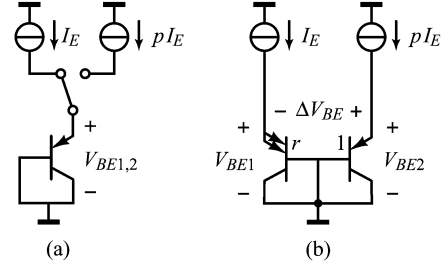 I_E pI_E I_E pI_E
− ΔV_BE +
+ + +
V_BE1,2 V_BE1 r 1 V_BE2
− − −
(a) (b)